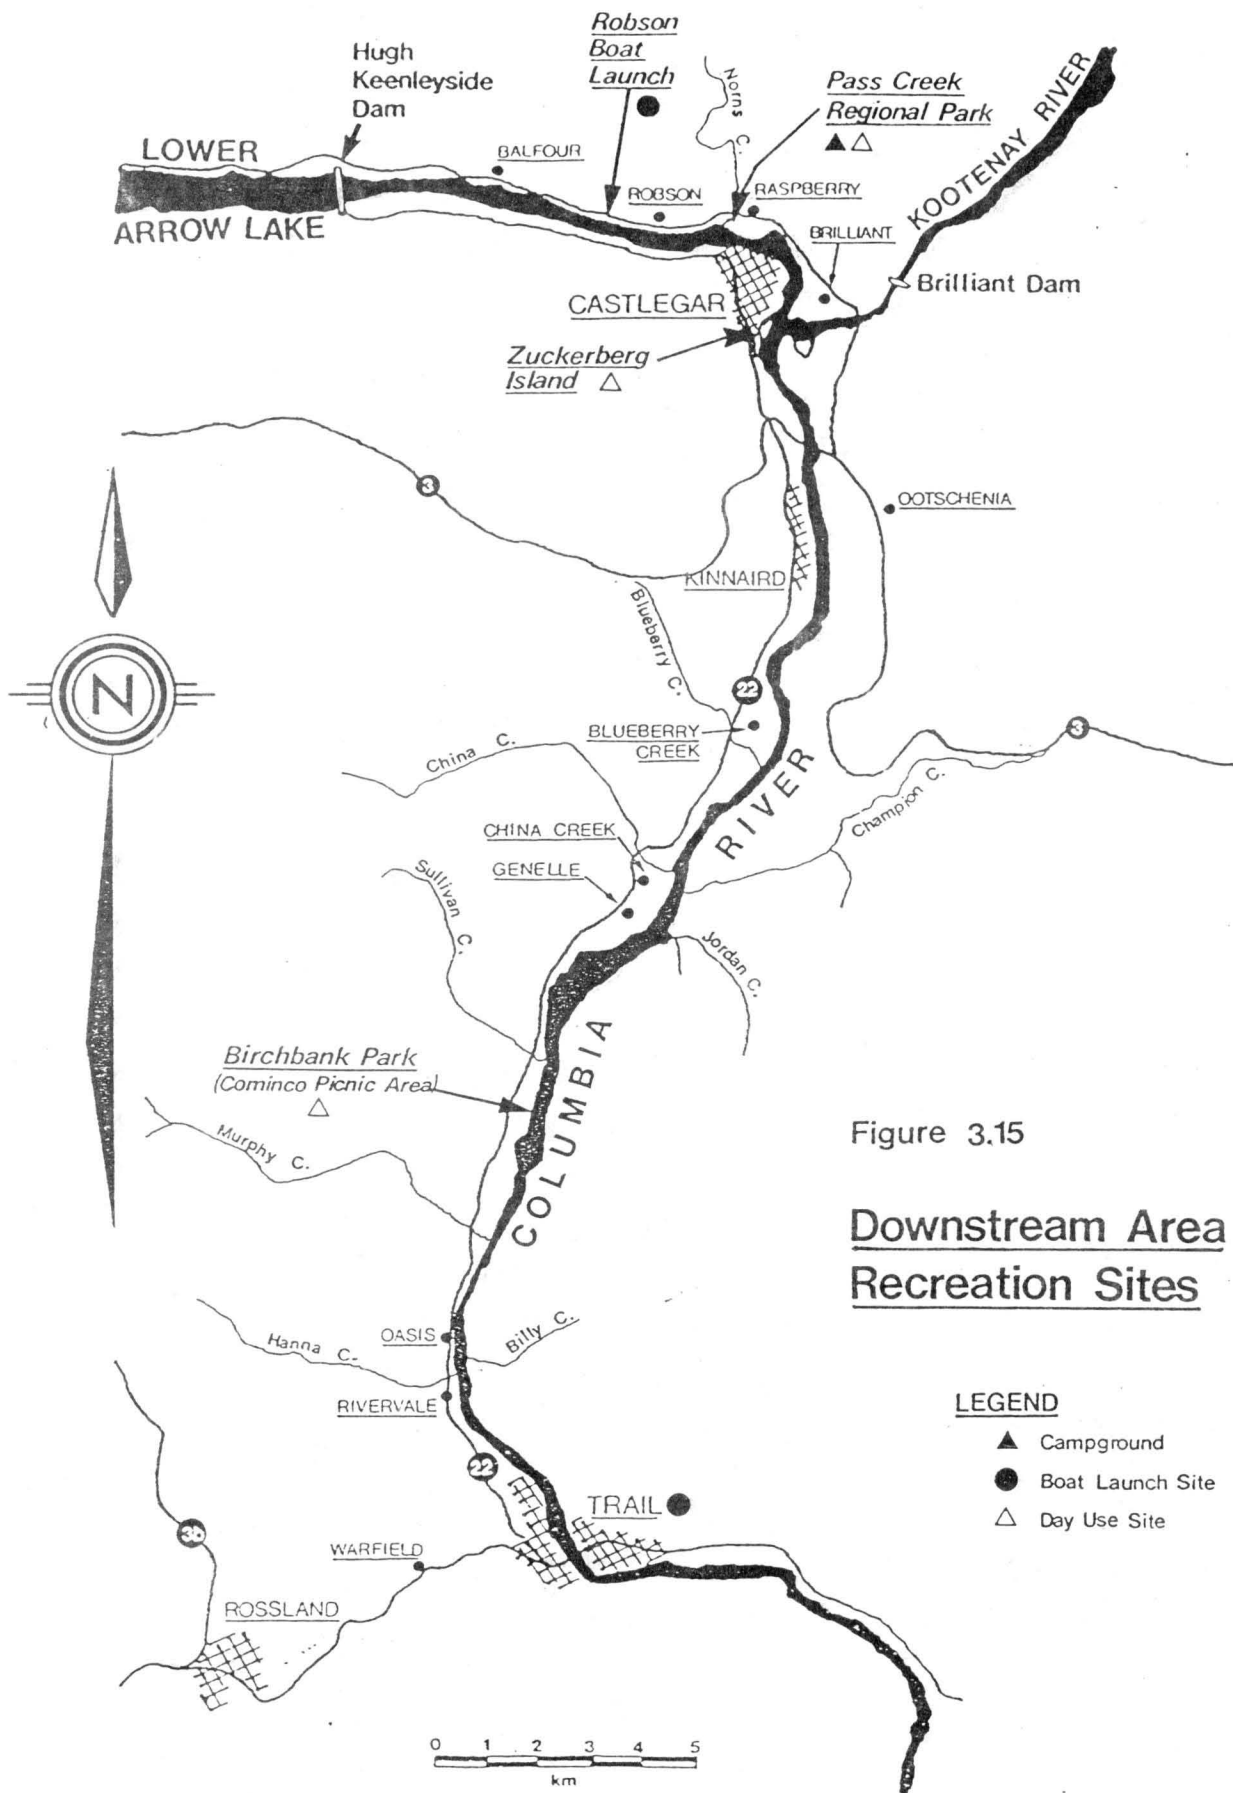 Robson
Boat
Launch
Hugh
Keenleyside
Dam
Norns C.
Pass Creek
Regional Park
KOOTENAY RIVER
LOWER
ARROW LAKE
BALFOUR
ROBSON
RASPBERRY
BRILLIANT
Brilliant Dam
CASTLEGAR
Zuckerberg
Island
3
OOTSCHENIA
KINNAIRD
Blueberry C.
N
22
BLUEBERRY
CREEK
3
China C.
Champion C.
CHINA CREEK
GENELLE
Sullivan C.
Jordan C.
COLUMBIA RIVER
Birchbank Park
(Cominco Picnic Area)
Murphy C.
Figure 3.15
Downstream Area
Recreation Sites
OASIS
Billy C.
Hanna C.
RIVERVALE
22
TRAIL
WARFIELD
ROSSLAND
LEGEND
Campground
Boat Launch Site
Day Use Site
0 1 2 3 4 5
km